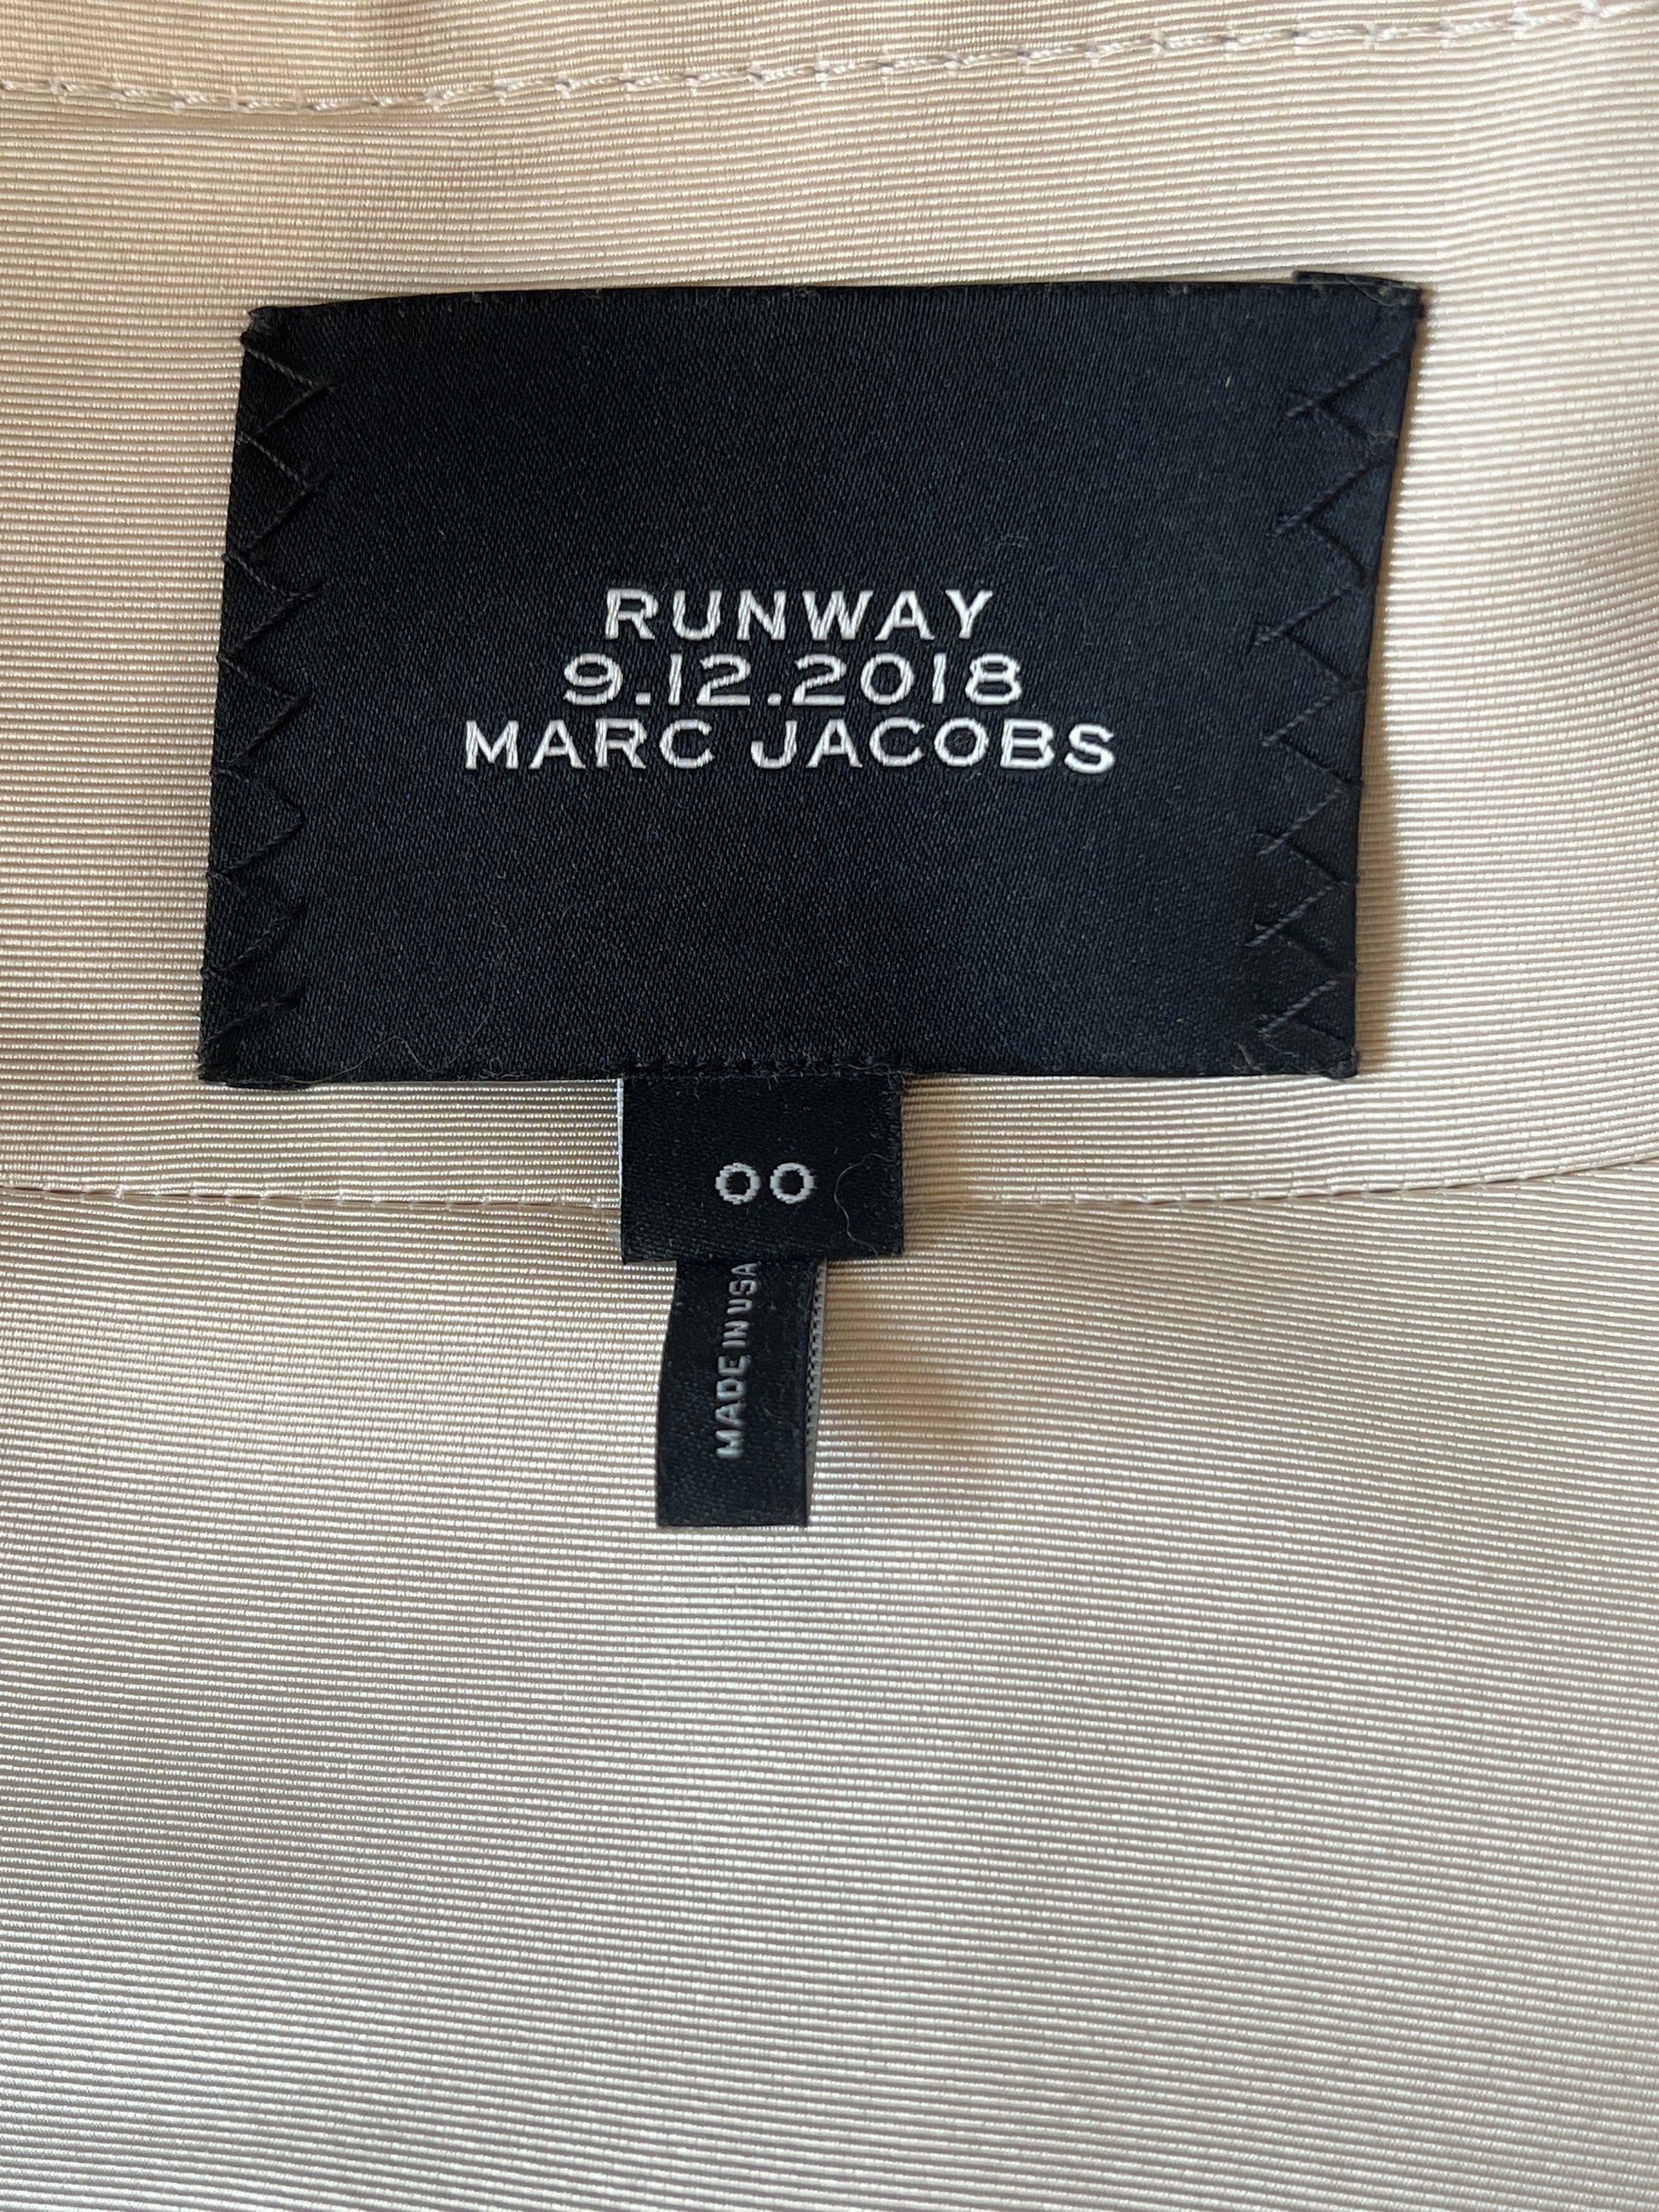 RUNWAY
9.12.2018
MARC JACOBS
00
MADE IN USA